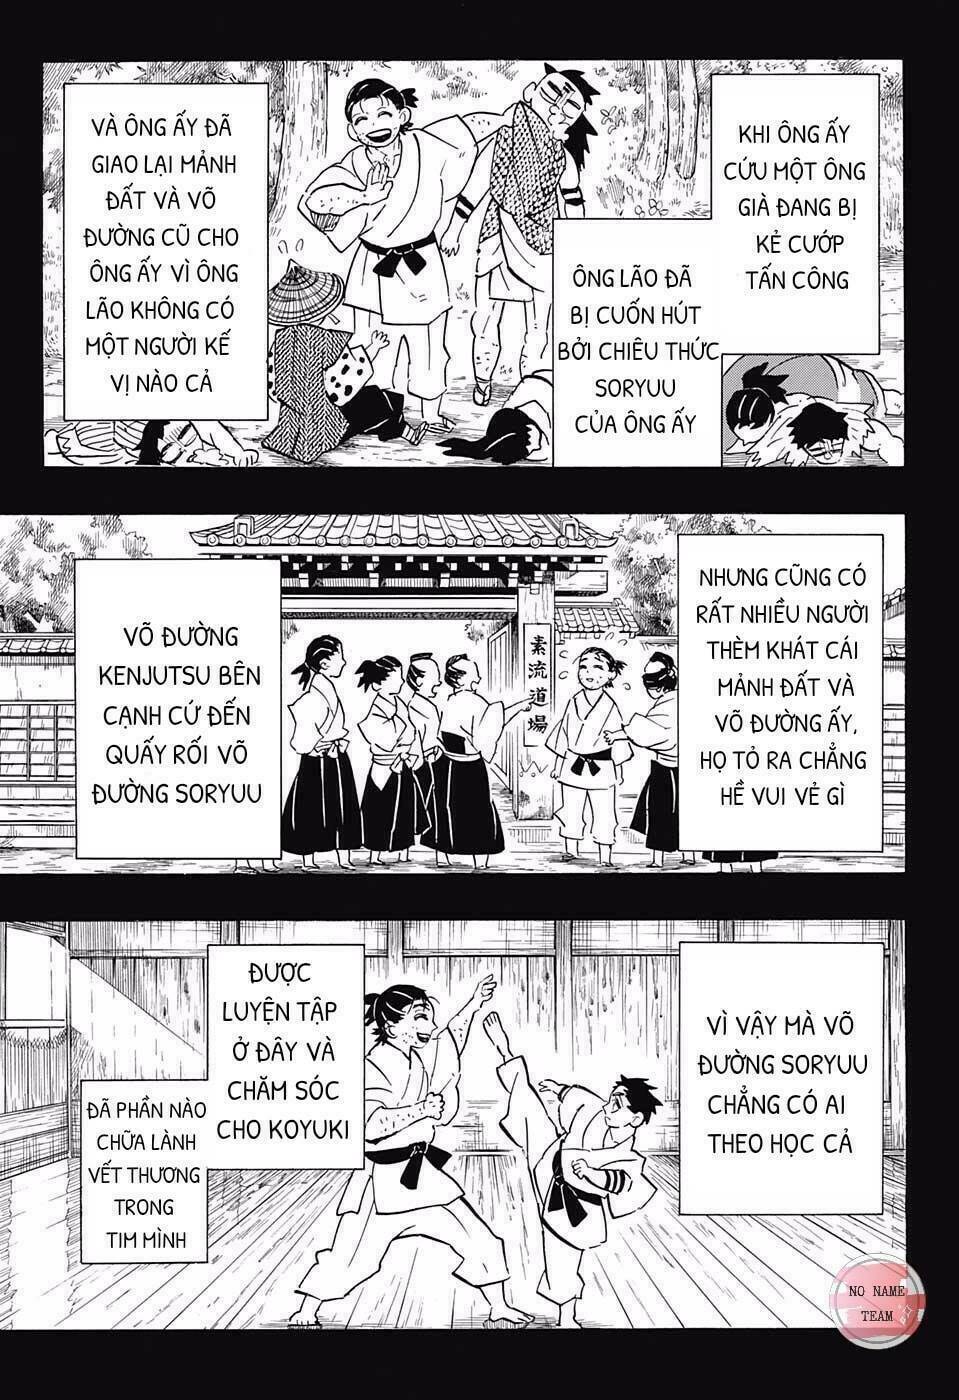 KHI ÔNG ẤY
CỨU MỘT ÔNG
GIÀ ĐANG BỊ
KẺ CƯỚP
TẤN CÔNG
ÔNG LÃO ĐÃ
BỊ CUỐN HÚT
BỞI CHIÊU THỨC
SORYUU
CỦA ÔNG ẤY
VÀ ÔNG ẤY ĐÃ
GIAO LẠI MẢNH
ĐẤT VÀ VÕ
ĐƯỜNG CŨ CHO
ÔNG ẤY VÌ ÔNG
LÃO KHÔNG CÓ
MỘT NGƯỜI KẾ
VỊ NÀO CẢ
NHƯNG CŨNG CÓ
RẤT NHIỀU NGƯỜI
THÈM KHÁT CÁI
MẢNH ĐẤT VÀ
VÕ ĐƯỜNG ẤY,
HỌ TỎ RA CHẲNG
HỀ VUI VẺ GÌ
素流道場
VÕ ĐƯỜNG
KENJUTSU BÊN
CẠNH CỨ ĐẾN
QUẤY RỐI VÕ
ĐƯỜNG SORYUU
VÌ VẬY MÀ VÕ
ĐƯỜNG SORYUU
CHẲNG CÓ AI
THEO HỌC CẢ
ĐƯỢC
LUYỆN TẬP
Ở ĐÂY VÀ
CHĂM SÓC
CHO KOYUKI
ĐÃ PHẦN NÀO
CHỮA LÀNH
VẾT THƯƠNG
TRONG
TIM MÌNH
NO NAME
TEAM